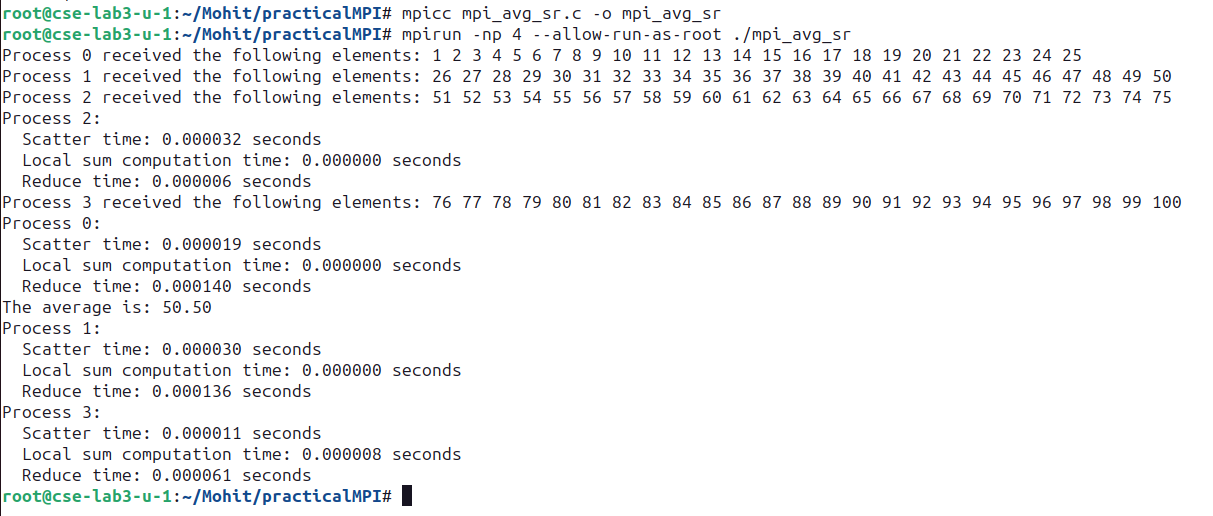 root@cse-lab3-u-1:~/Mohit/practicalMPI# mpicc mpi_avg_sr.c -o mpi_avg_sr
root@cse-lab3-u-1:~/Mohit/practicalMPI# mpirun -np 4 --allow-run-as-root ./mpi_avg_sr
Process 0 received the following elements: 1 2 3 4 5 6 7 8 9 10 11 12 13 14 15 16 17 18 19 20 21 22 23 24 25
Process 1 received the following elements: 26 27 28 29 30 31 32 33 34 35 36 37 38 39 40 41 42 43 44 45 46 47 48 49 50
Process 2 received the following elements: 51 52 53 54 55 56 57 58 59 60 61 62 63 64 65 66 67 68 69 70 71 72 73 74 75
Process 2:
  Scatter time: 0.000032 seconds
  Local sum computation time: 0.000000 seconds
  Reduce time: 0.000006 seconds
Process 3 received the following elements: 76 77 78 79 80 81 82 83 84 85 86 87 88 89 90 91 92 93 94 95 96 97 98 99 100
Process 0:
  Scatter time: 0.000019 seconds
  Local sum computation time: 0.000000 seconds
  Reduce time: 0.000140 seconds
The average is: 50.50
Process 1:
  Scatter time: 0.000030 seconds
  Local sum computation time: 0.000000 seconds
  Reduce time: 0.000136 seconds
Process 3:
  Scatter time: 0.000011 seconds
  Local sum computation time: 0.000008 seconds
  Reduce time: 0.000061 seconds
root@cse-lab3-u-1:~/Mohit/practicalMPI#